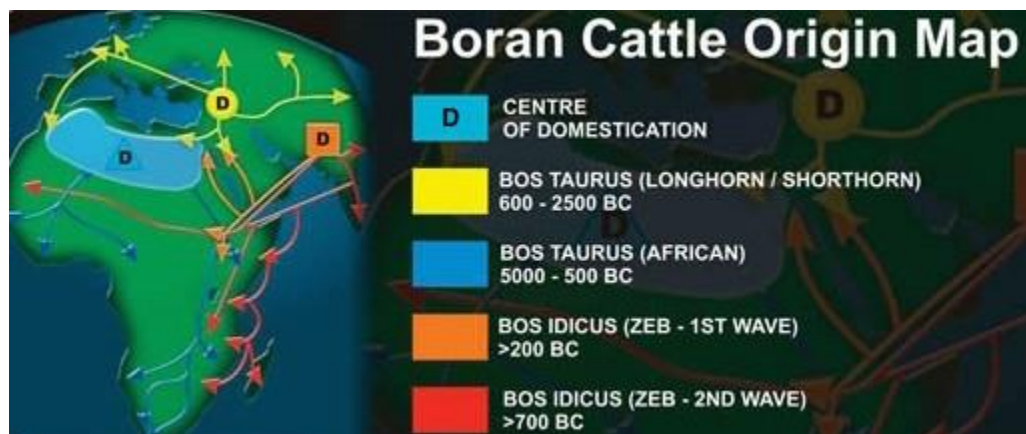 Boran Cattle Origin Map
D
CENTRE
OF DOMESTICATION
BOS TAURUS (LONGHORN / SHORTHORN)
600 - 2500 BC
BOS TAURUS (AFRICAN)
5000 - 500 BC
BOS IDICUS (ZEB - 1ST WAVE)
>200 BC
BOS IDICUS (ZEB - 2ND WAVE)
>700 BC
D
D
D
D
D